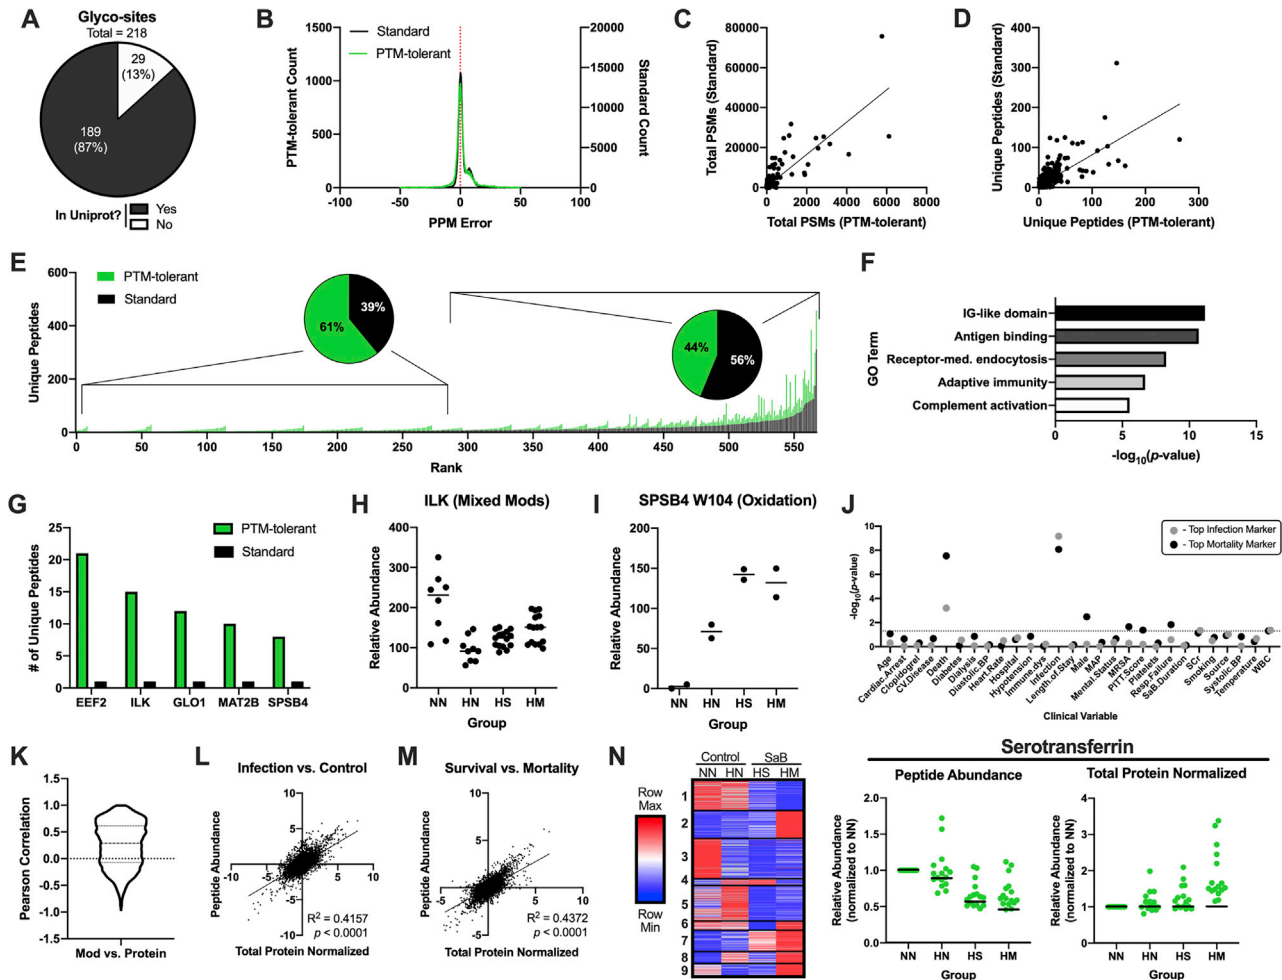 A
Glyco-sites
Total = 218
29
(13%)
189
(87%)
In Uniprot?
Yes
No
B
PTM-tolerant Count
1500
1000
500
0
Standard
PTM-tolerant
20000
15000
10000
5000
0
Standard Count
-100
-50
0
50
100
PPM Error
C
Total PSMs (Standard)
80000
60000
40000
20000
0
0
2000
4000
6000
8000
Total PSMs (PTM-tolerant)
D
Unique Peptides (Standard)
400
300
200
100
0
0
100
200
300
Unique Peptides (PTM-tolerant)
E
Unique Peptides
600
400
200
0
PTM-tolerant
Standard
39%
61%
44%
56%
0
50
100
150
200
250
300
350
400
450
500
550
Rank
F
GO Term
IG-like domain
Antigen binding
Receptor-med. endocytosis
Adaptive immunity
Complement activation
0
5
10
15
-log10(p-value)
G
# of Unique Peptides
25
20
15
10
5
0
PTM-tolerant
Standard
EEF2
ILK
GLO1
MAT2B
SPSB4
H
ILK (Mixed Mods)
Relative Abundance
400
300
200
100
0
NN
HN
HS
HM
Group
I
SPSB4 W104 (Oxidation)
Relative Abundance
200
150
100
50
0
NN
HN
HS
HM
Group
J
-log10(p-value)
10
8
6
4
2
0
- Top Infection Marker
- Top Mortality Marker
Age
Cardiac.Arrest
Clopidogrel
CV.Disease
Death
Diabetes
Dialysis
Diastolic.BP
Heart.Rate
Hospital
Hypotension
Immune.dys
Infection
Length.of.Stay
Male
MAP
Mental.Status
MRSA
PITT.Score
Platelets
Resp.Failure
SaB.Duration
SCr
Smoking
Source
Systolic.BP
Temperature
WBC
Clinical Variable
K
Pearson Correlation
1.5
1.0
0.5
0.0
-0.5
-1.0
-1.5
Mod vs. Protein
L
Infection vs. Control
Peptide Abundance
10
5
-10
-5
5
10
-5
-10
R2 = 0.4157
p < 0.0001
Total Protein Normalized
M
Survival vs. Mortality
Peptide Abundance
10
5
-5
5
10
-5
-10
R2 = 0.4372
p < 0.0001
Total Protein Normalized
N
Row
Max
Row
Min
Control
SaB
NN
HN
HS
HM
1
2
3
4
5
6
7
8
9
Serotransferrin
Peptide Abundance
Relative Abundance
(normalized to NN)
2.0
1.5
1.0
0.5
0.0
NN
HN
HS
HM
Group
Total Protein Normalized
Relative Abundance
(normalized to NN)
4
3
2
1
0
NN
HN
HS
HM
Group